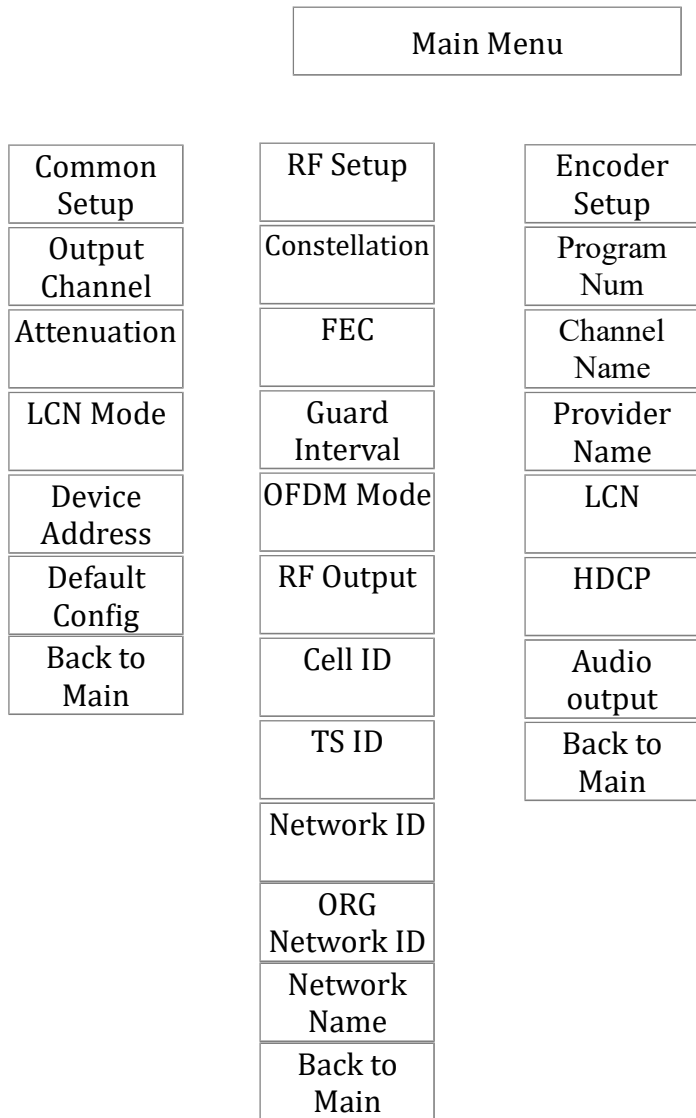 Main Menu
Common
Setup
Output
Channel
Attenuation
LCN Mode
Device
Address
Default
Config
Back to
Main
RF Setup
Constellation
FEC
Guard
Interval
OFDM Mode
RF Output
Cell ID
TS ID
Network ID
ORG
Network ID
Network
Name
Back to
Main
Encoder
Setup
Program
Num
Channel
Name
Provider
Name
LCN
HDCP
Audio
output
Back to
Main